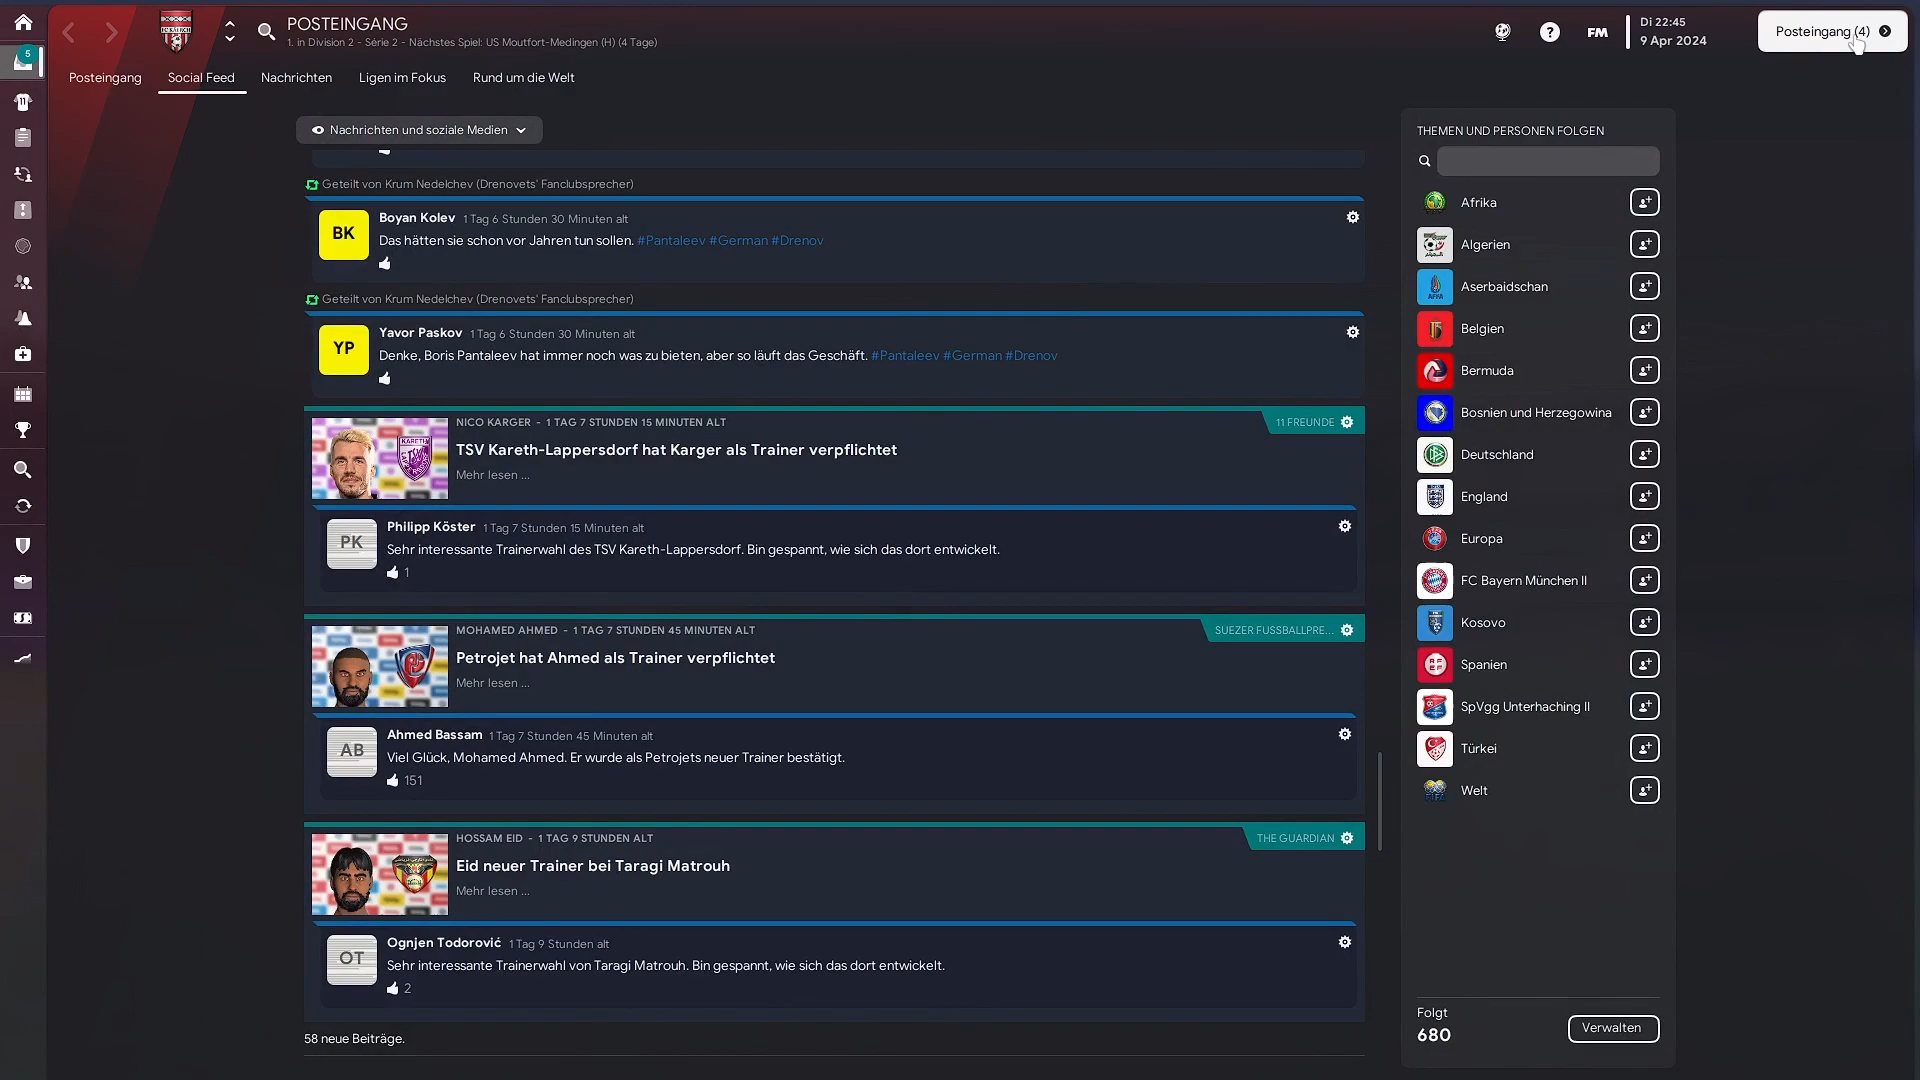 5
POSTEINGANG
1. in Division 2 - Série 2 - Nächstes Spiel: US Moutfort-Medingen (H) (4 Tage)
FM
Di 22:45
9 Apr 2024
Posteingang (4)
Posteingang
Social Feed
Nachrichten
Ligen im Fokus
Rund um die Welt
Nachrichten und soziale Medien
Geteilt von Krum Nedelchev (Drenovets' Fanclubsprecher)
BK
Boyan Kolev 1 Tag 6 Stunden 30 Minuten alt
Das hätten sie schon vor Jahren tun sollen. #Pantaleev #German #Drenov
Geteilt von Krum Nedelchev (Drenovets' Fanclubsprecher)
YP
Yavor Paskov 1 Tag 6 Stunden 30 Minuten alt
Denke, Boris Pantaleev hat immer noch was zu bieten, aber so läuft das Geschäft. #Pantaleev #German #Drenov
NICO KARGER - 1 TAG 7 STUNDEN 15 MINUTEN ALT
11 FREUNDE
TSV Kareth-Lappersdorf hat Karger als Trainer verpflichtet
Mehr lesen ...
PK
Philipp Köster 1 Tag 7 Stunden 15 Minuten alt
Sehr interessante Trainerwahl des TSV Kareth-Lappersdorf. Bin gespannt, wie sich das dort entwickelt.
1
MOHAMED AHMED - 1 TAG 7 STUNDEN 45 MINUTEN ALT
SUEZER FUSSBALLPRE...
Petrojet hat Ahmed als Trainer verpflichtet
Mehr lesen ...
AB
Ahmed Bassam 1 Tag 7 Stunden 45 Minuten alt
Viel Glück, Mohamed Ahmed. Er wurde als Petrojets neuer Trainer bestätigt.
151
HOSSAM EID - 1 TAG 9 STUNDEN ALT
THE GUARDIAN
Eid neuer Trainer bei Taragi Matrouh
Mehr lesen ...
OT
Ognjen Todorović 1 Tag 9 Stunden alt
Sehr interessante Trainerwahl von Taragi Matrouh. Bin gespannt, wie sich das dort entwickelt.
2
58 neue Beiträge.
THEMEN UND PERSONEN FOLGEN
Afrika
Algerien
Aserbaidschan
Belgien
Bermuda
Bosnien und Herzegowina
Deutschland
England
Europa
FC Bayern München II
Kosovo
Spanien
SpVgg Unterhaching II
Türkei
Welt
Folgt
680
Verwalten